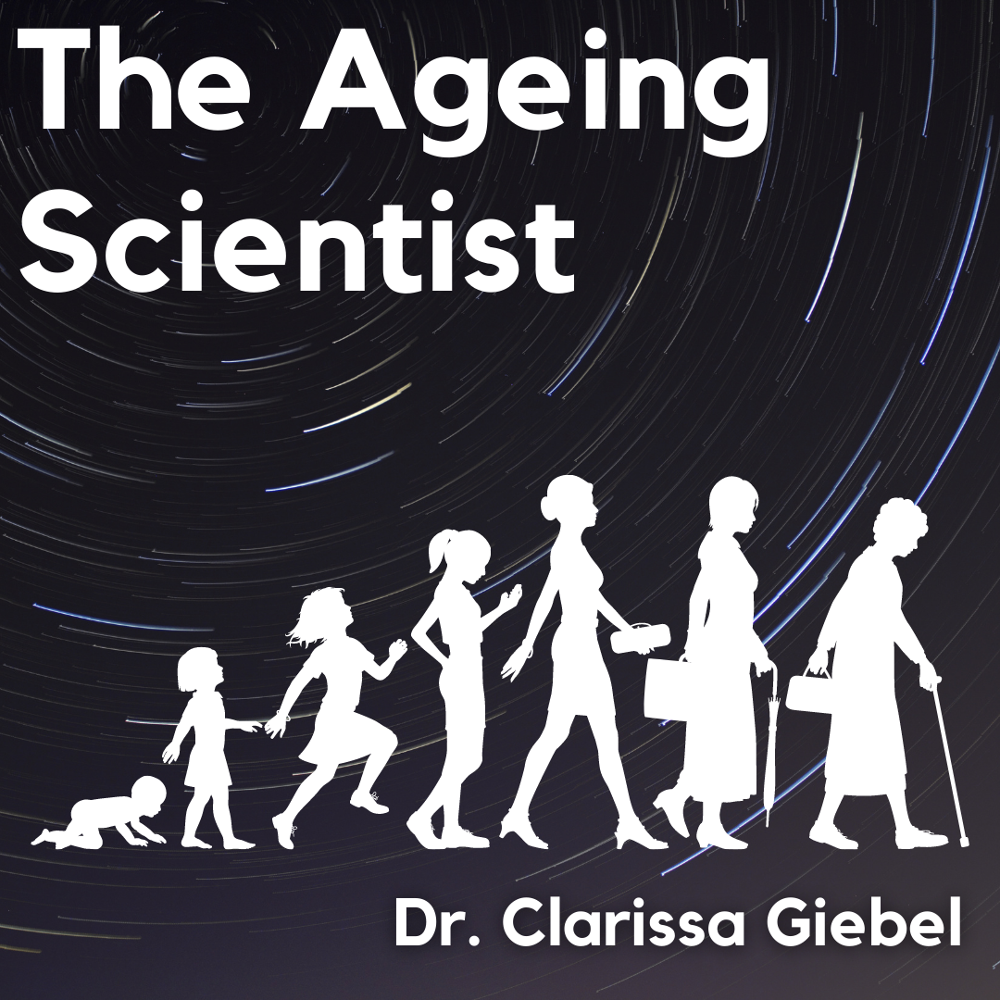 The Ageing
Scientist
Dr. Clarissa Giebel